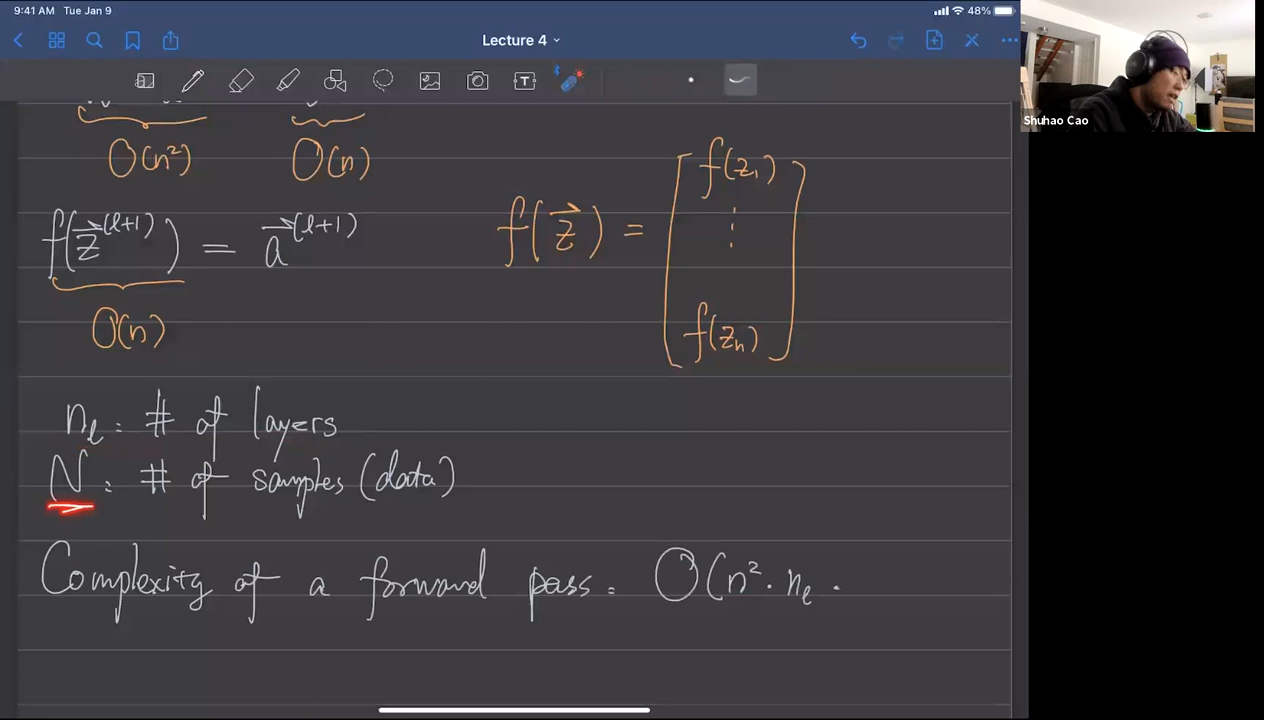 9:41 AM Tue Jan 9
48%
Lecture 4
Shuhao Cao
O(n²) O(n)
f(z⃗^(l+1)) = a⃗^(l+1)
O(n)
f(z⃗) = [f(z₁) ⋮ f(zₙ)]
n_l : # of layers
N : # of samples (data)
Complexity of a forward pass : O(n² · n_l ·